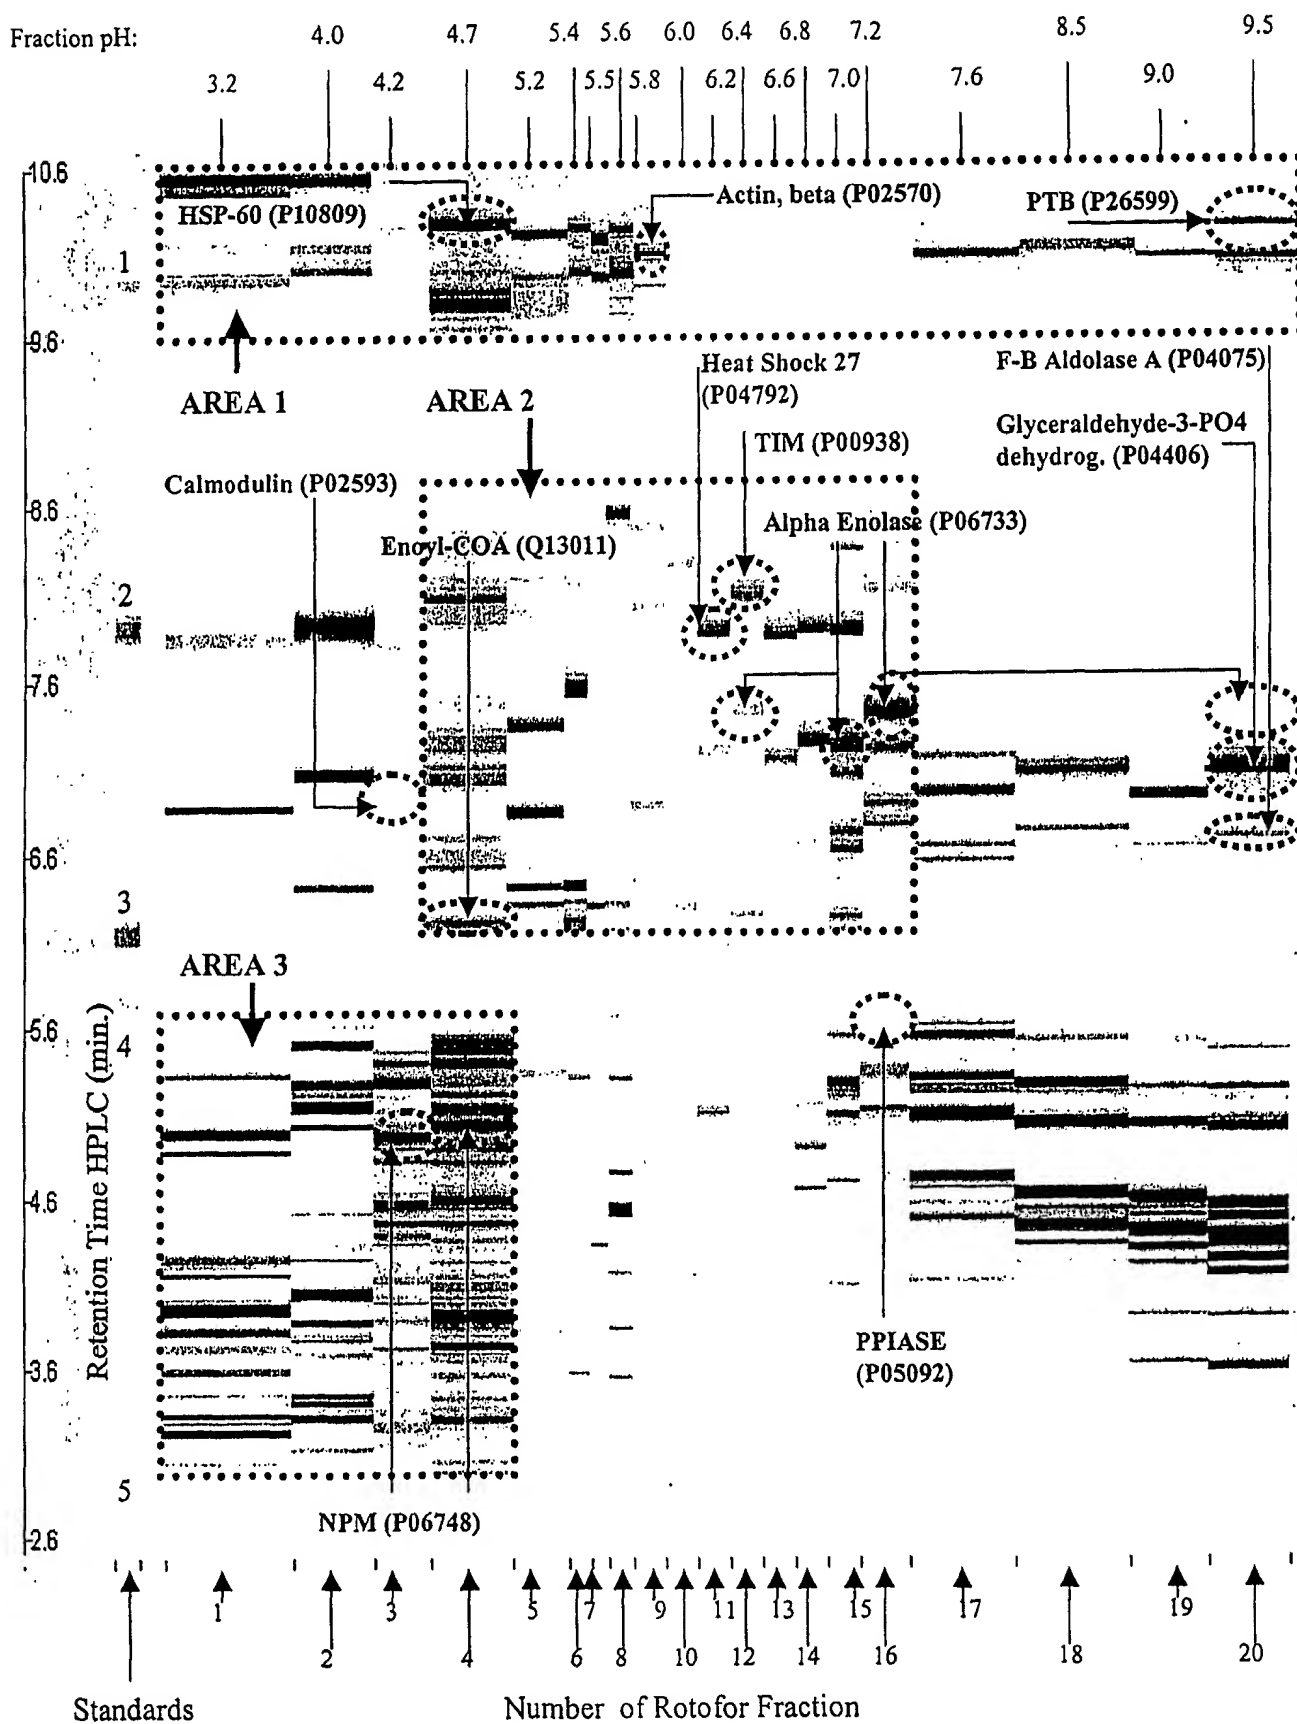 Fraction pH:
4.0
4.7
5.4
5.6
6.0
6.4
6.8
7.2
8.5
9.5
3.2
4.2
5.2
5.5
5.8
6.2
6.6
7.0
7.6
9.0
10.6
HSP-60 (P10809)
Actin, beta (P02570)
PTB (P26599)
1
9.6
AREA 1
AREA 2
Heat Shock 27
(P04792)
F-B Aldolase A (P04075)
TIM (P00938)
Glyceraldehyde-3-PO4
dehydrog. (P04406)
Calmodulin (P02593)
8.6
Alpha Enolase (P06733)
Enoyl-COA (Q13011)
2
7.6
6.6
3
AREA 3
5.6
4
Retention Time HPLC (min.)
4.6
3.6
PPIASE
(P05092)
5
NPM (P06748)
2.6
1
3
5
7
9
11
13
15
17
19
2
4
6
8
10
12
14
16
18
20
Standards
Number of Rotofor Fraction